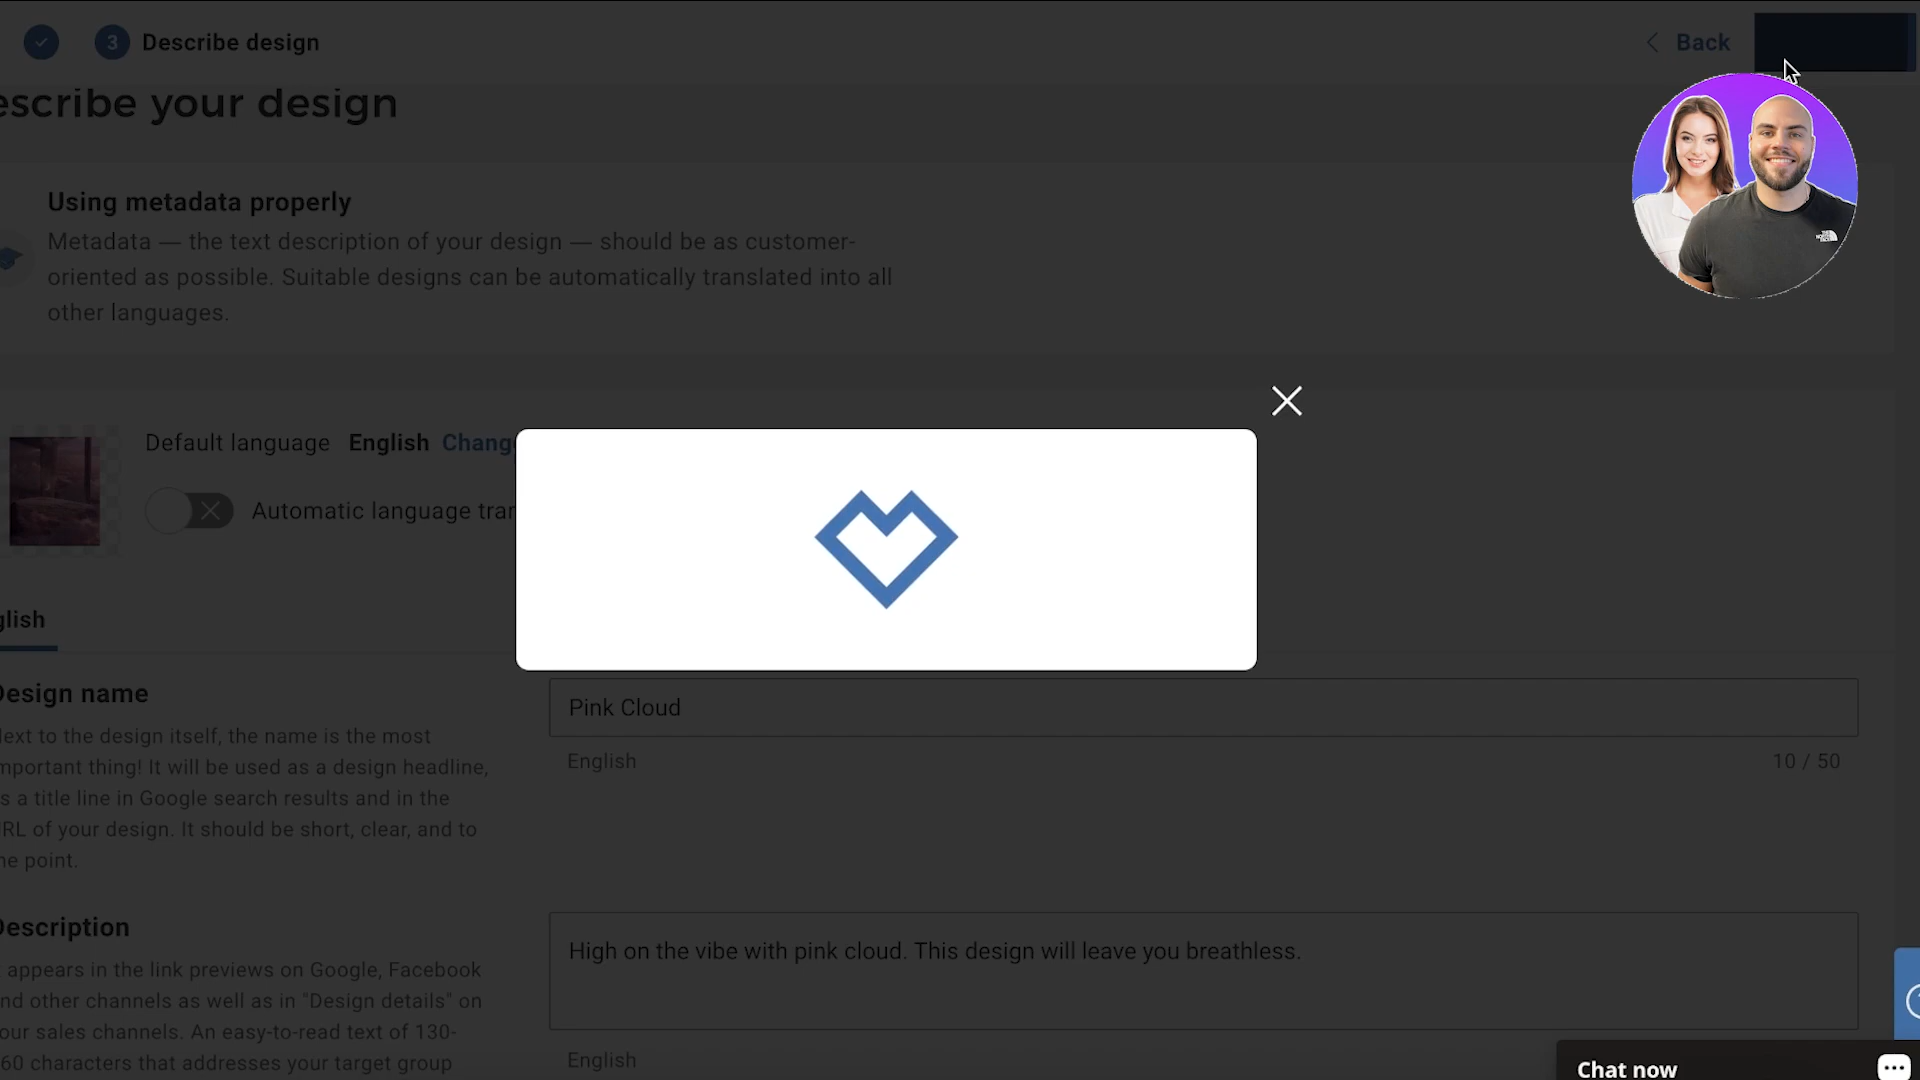 3 Describe design
Back
escribe your design
Using metadata properly
Metadata — the text description of your design — should be as customer-
oriented as possible. Suitable designs can be automatically translated into all
other languages.
Default language English Chang
Automatic language tran
glish
Design name
Pink Cloud
Next to the design itself, the name is the most
English
10 / 50
mportant thing! It will be used as a design headline,
s a title line in Google search results and in the
URL of your design. It should be short, clear, and to
he point.
Description
High on the vibe with pink cloud. This design will leave you breathless.
appears in the link previews on Google, Facebook
nd other channels as well as in "Design details" on
our sales channels. An easy-to-read text of 130-
60 characters that addresses your target group
English
Chat now